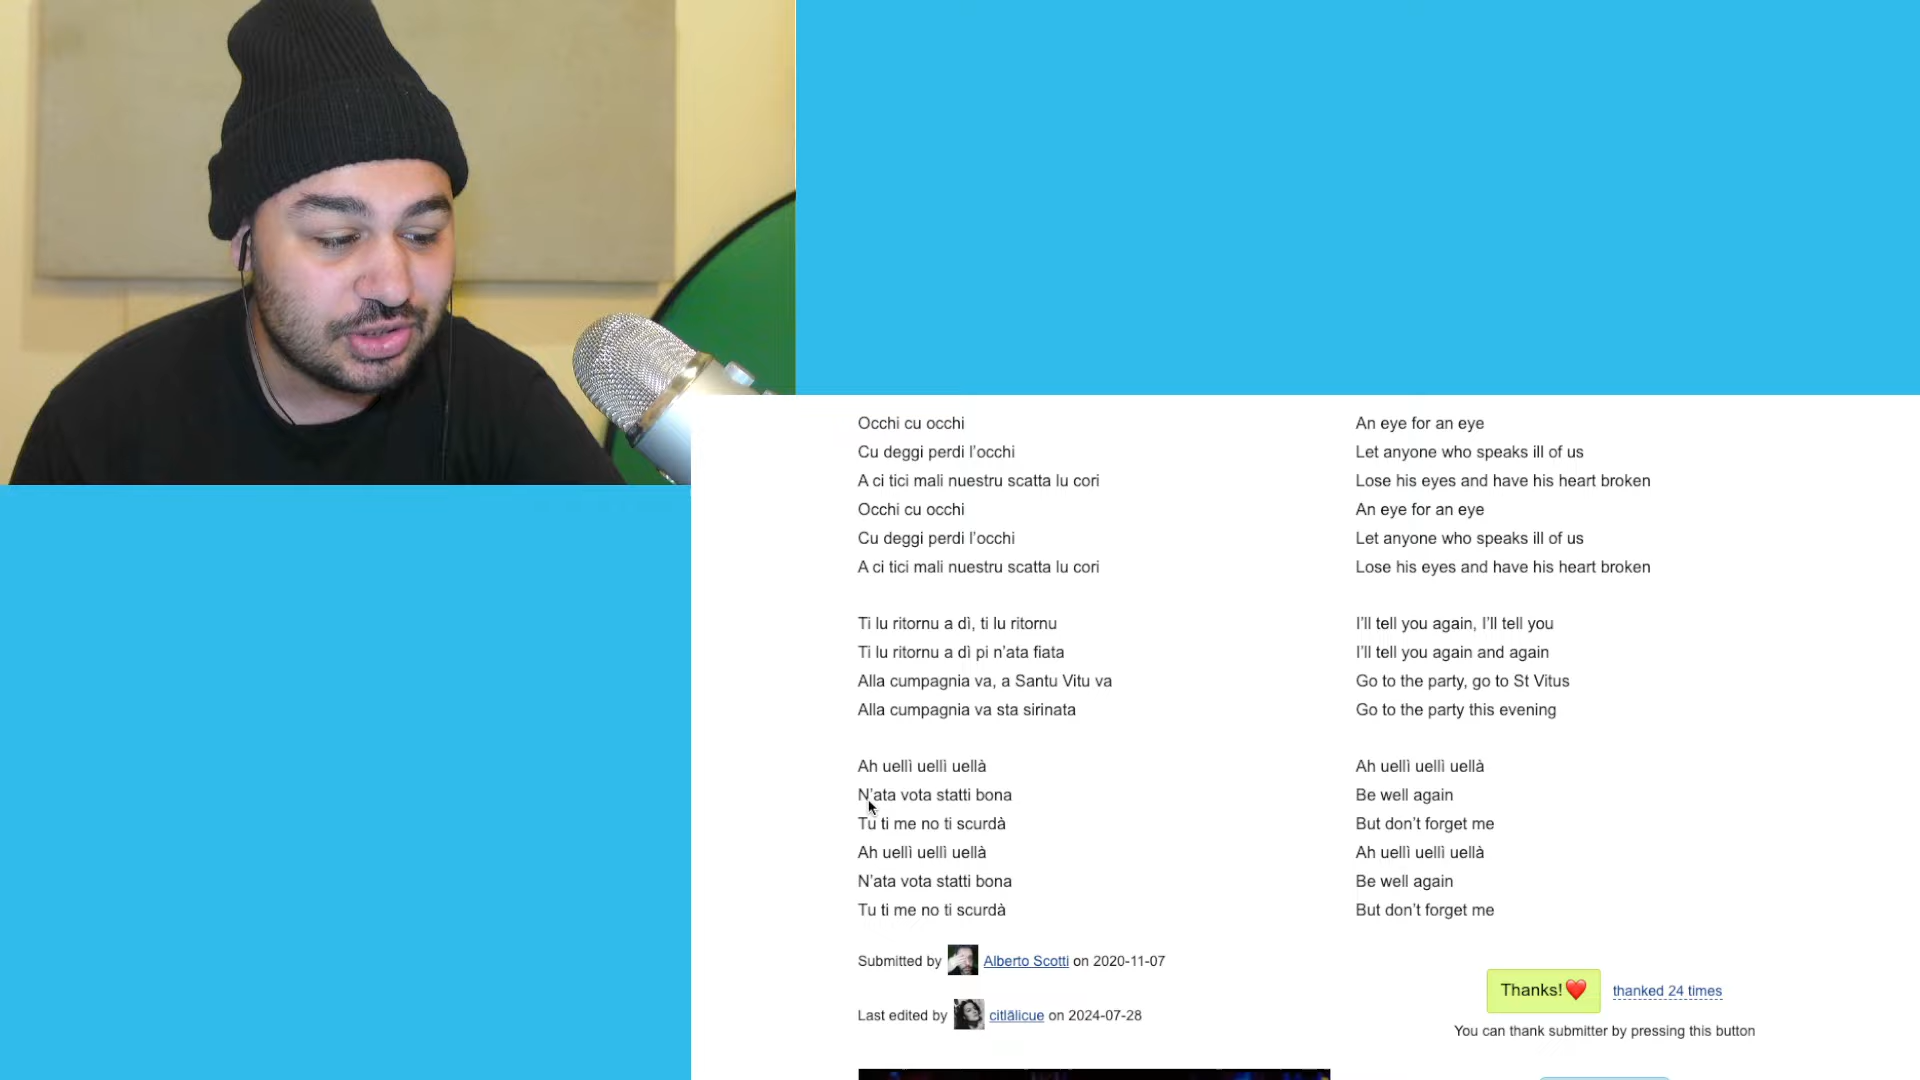 Occhi cu occhi
Cu deggi perdi l’occhi
A ci tici mali nuestru scatta lu cori
Occhi cu occhi
Cu deggi perdi l’occhi
A ci tici mali nuestru scatta lu cori
Ti lu ritornu a dì, ti lu ritornu
Ti lu ritornu a dì pi n’ata fiata
Alla cumpagnia va, a Santu Vitu va
Alla cumpagnia va sta sirinata
Ah uellì uellì uellà
N’ata vota statti bona
Tu ti me no ti scurdà
Ah uellì uellì uellà
N’ata vota statti bona
Tu ti me no ti scurdà
Submitted by Alberto Scotti on 2020-11-07
Last edited by citlālicue on 2024-07-28
An eye for an eye
Let anyone who speaks ill of us
Lose his eyes and have his heart broken
An eye for an eye
Let anyone who speaks ill of us
Lose his eyes and have his heart broken
I’ll tell you again, I’ll tell you
I’ll tell you again and again
Go to the party, go to St Vitus
Go to the party this evening
Ah uellì uellì uellà
Be well again
But don’t forget me
Ah uellì uellì uellà
Be well again
But don’t forget me
Thanks!❤️ thanked 24 times
You can thank submitter by pressing this button